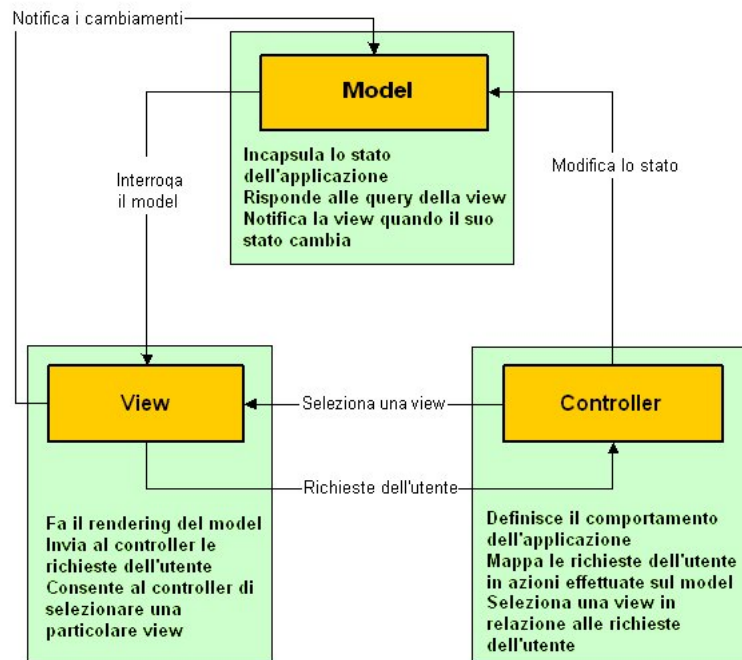 Notifica i cambiamenti
Model
Incapsula lo stato
dell'applicazione
Risponde alle query della view
Notifica la view quando il suo
stato cambia
Interroga
il model
Modifica lo stato
View
Seleziona una view
Controller
Richieste dell'utente
Fa il rendering del model
Invia al controller le
richieste dell'utente
Consente al controller di
selezionare una
particolare view
Definisce il comportamento
dell'applicazione
Mappa le richieste dell'utente
in azioni effettuate sul model
Seleziona una view in
relazione alle richieste
dell'utente